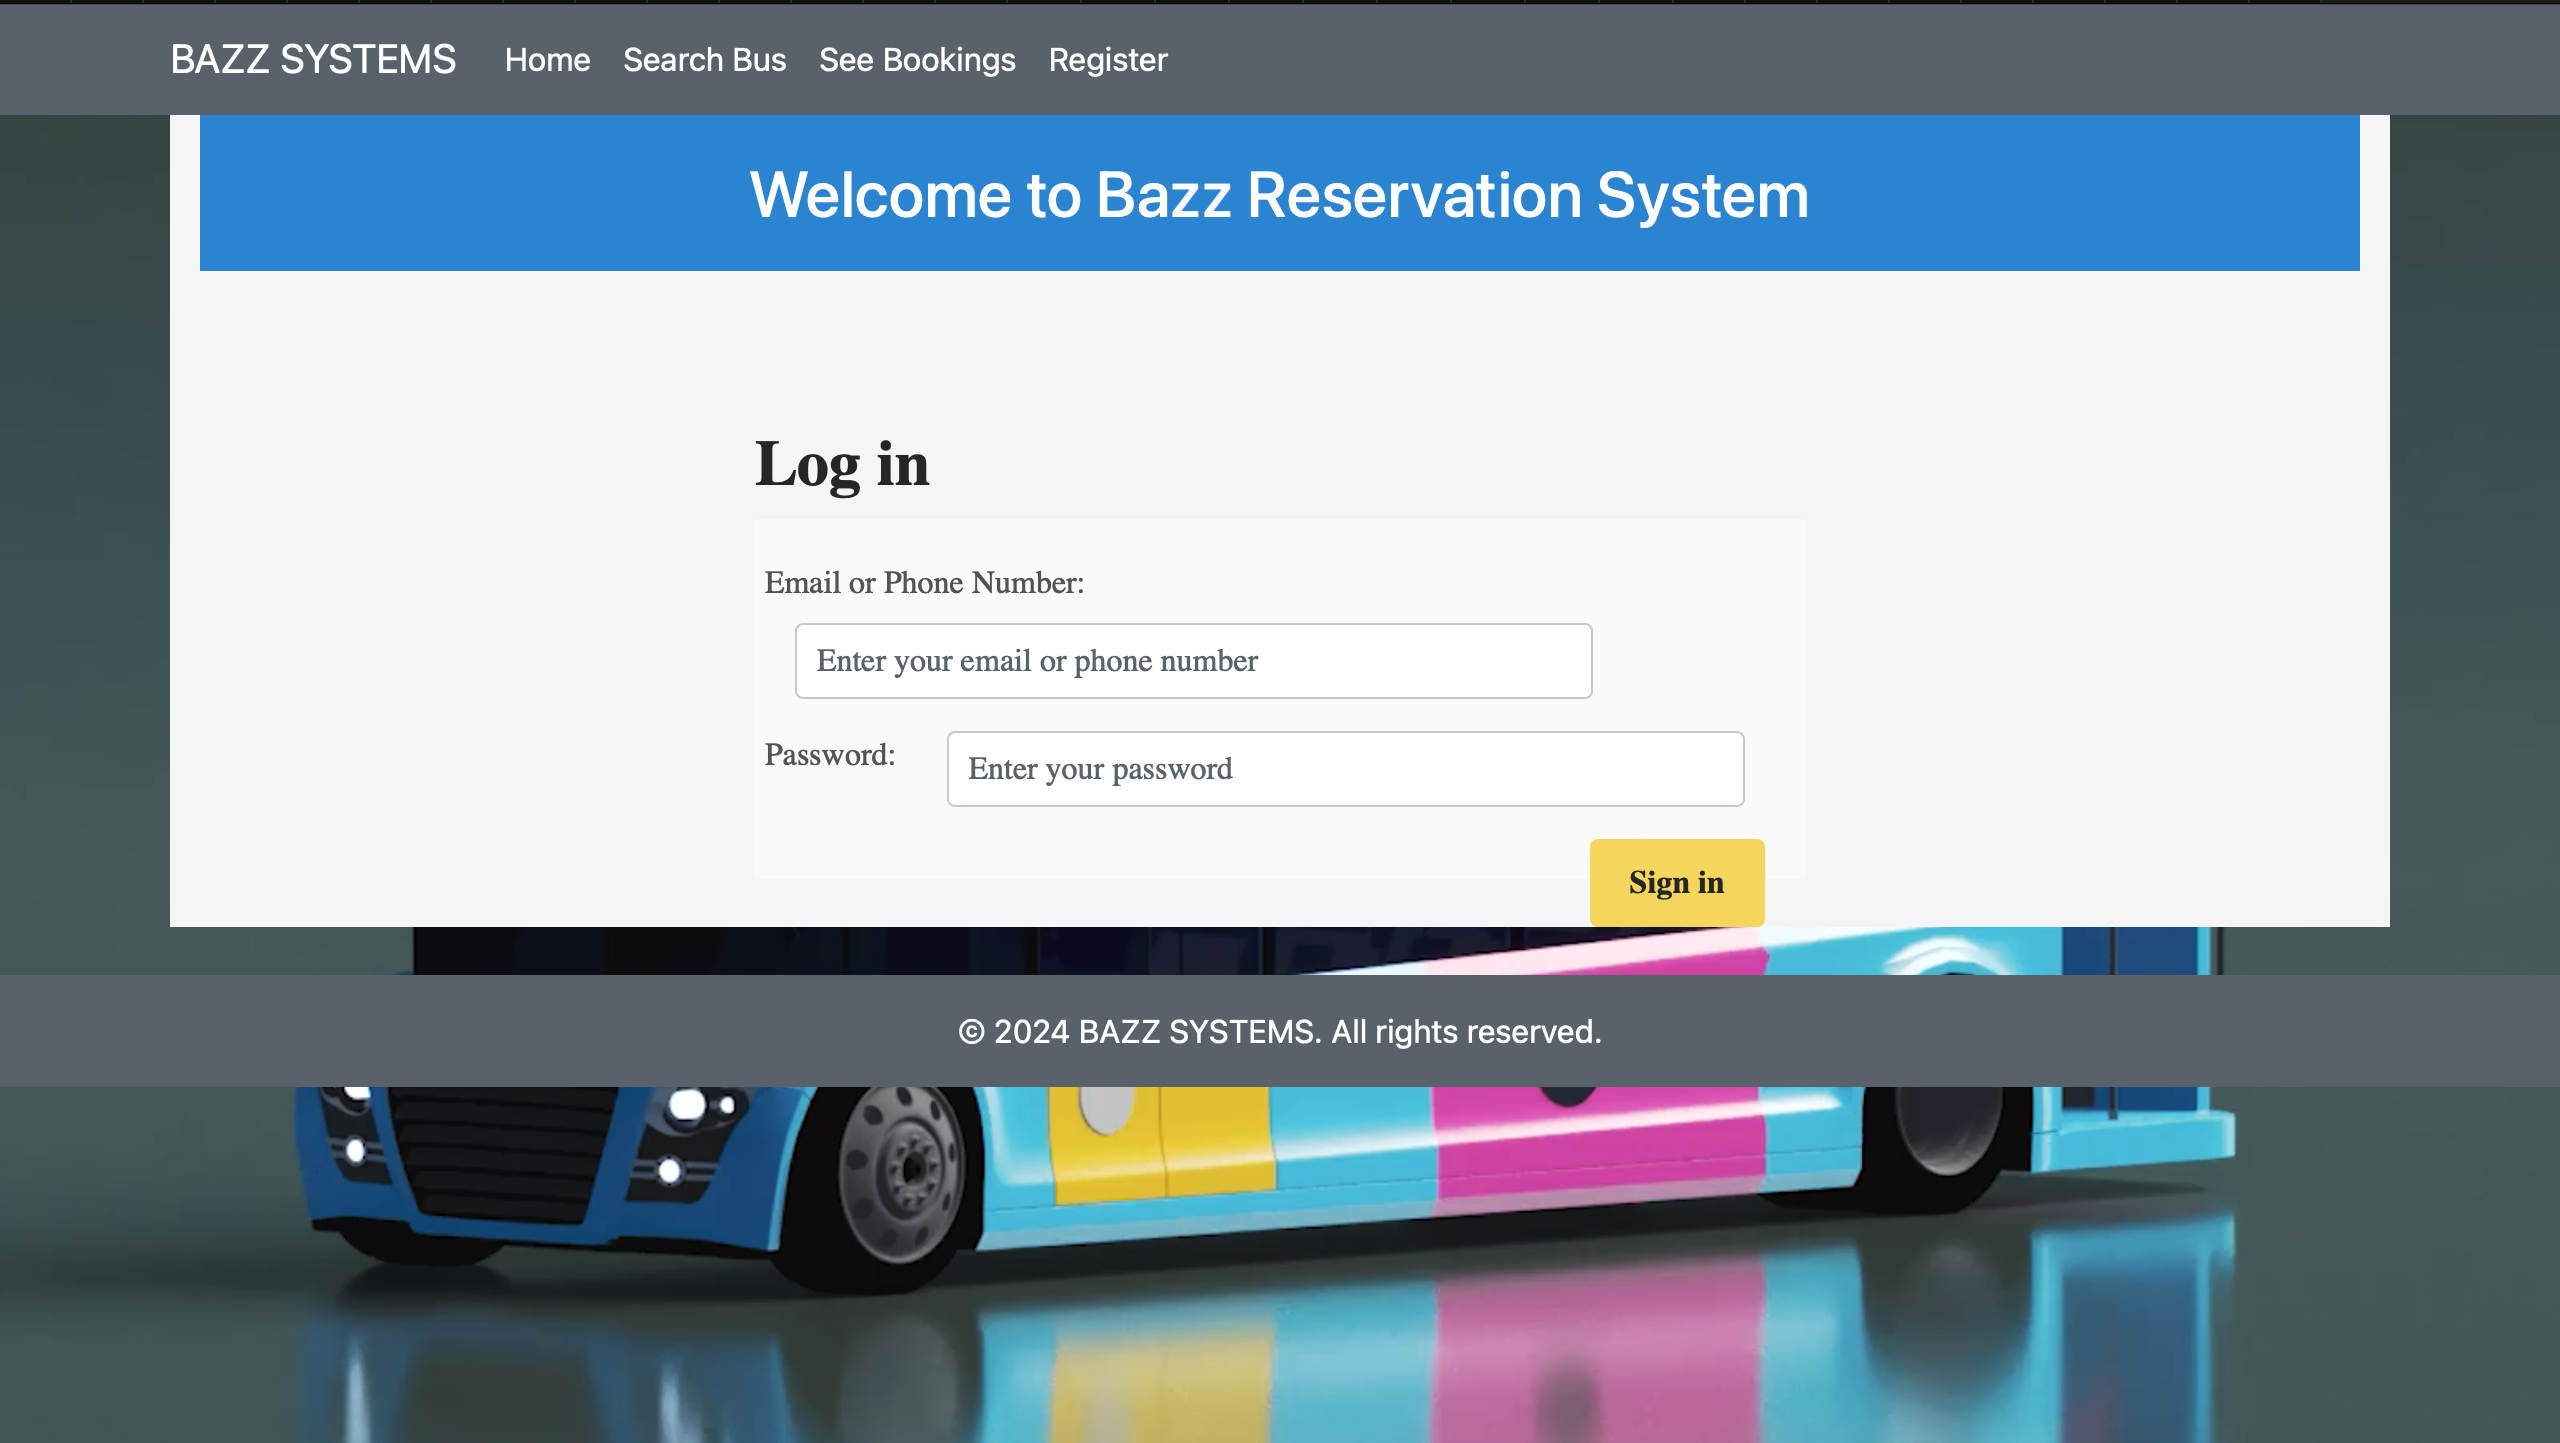 BAZZ SYSTEMS Home Search Bus See Bookings Register
Welcome to Bazz Reservation System
Log in
Email or Phone Number:
Enter your email or phone number
Password: Enter your password
Sign in
© 2024 BAZZ SYSTEMS. All rights reserved.